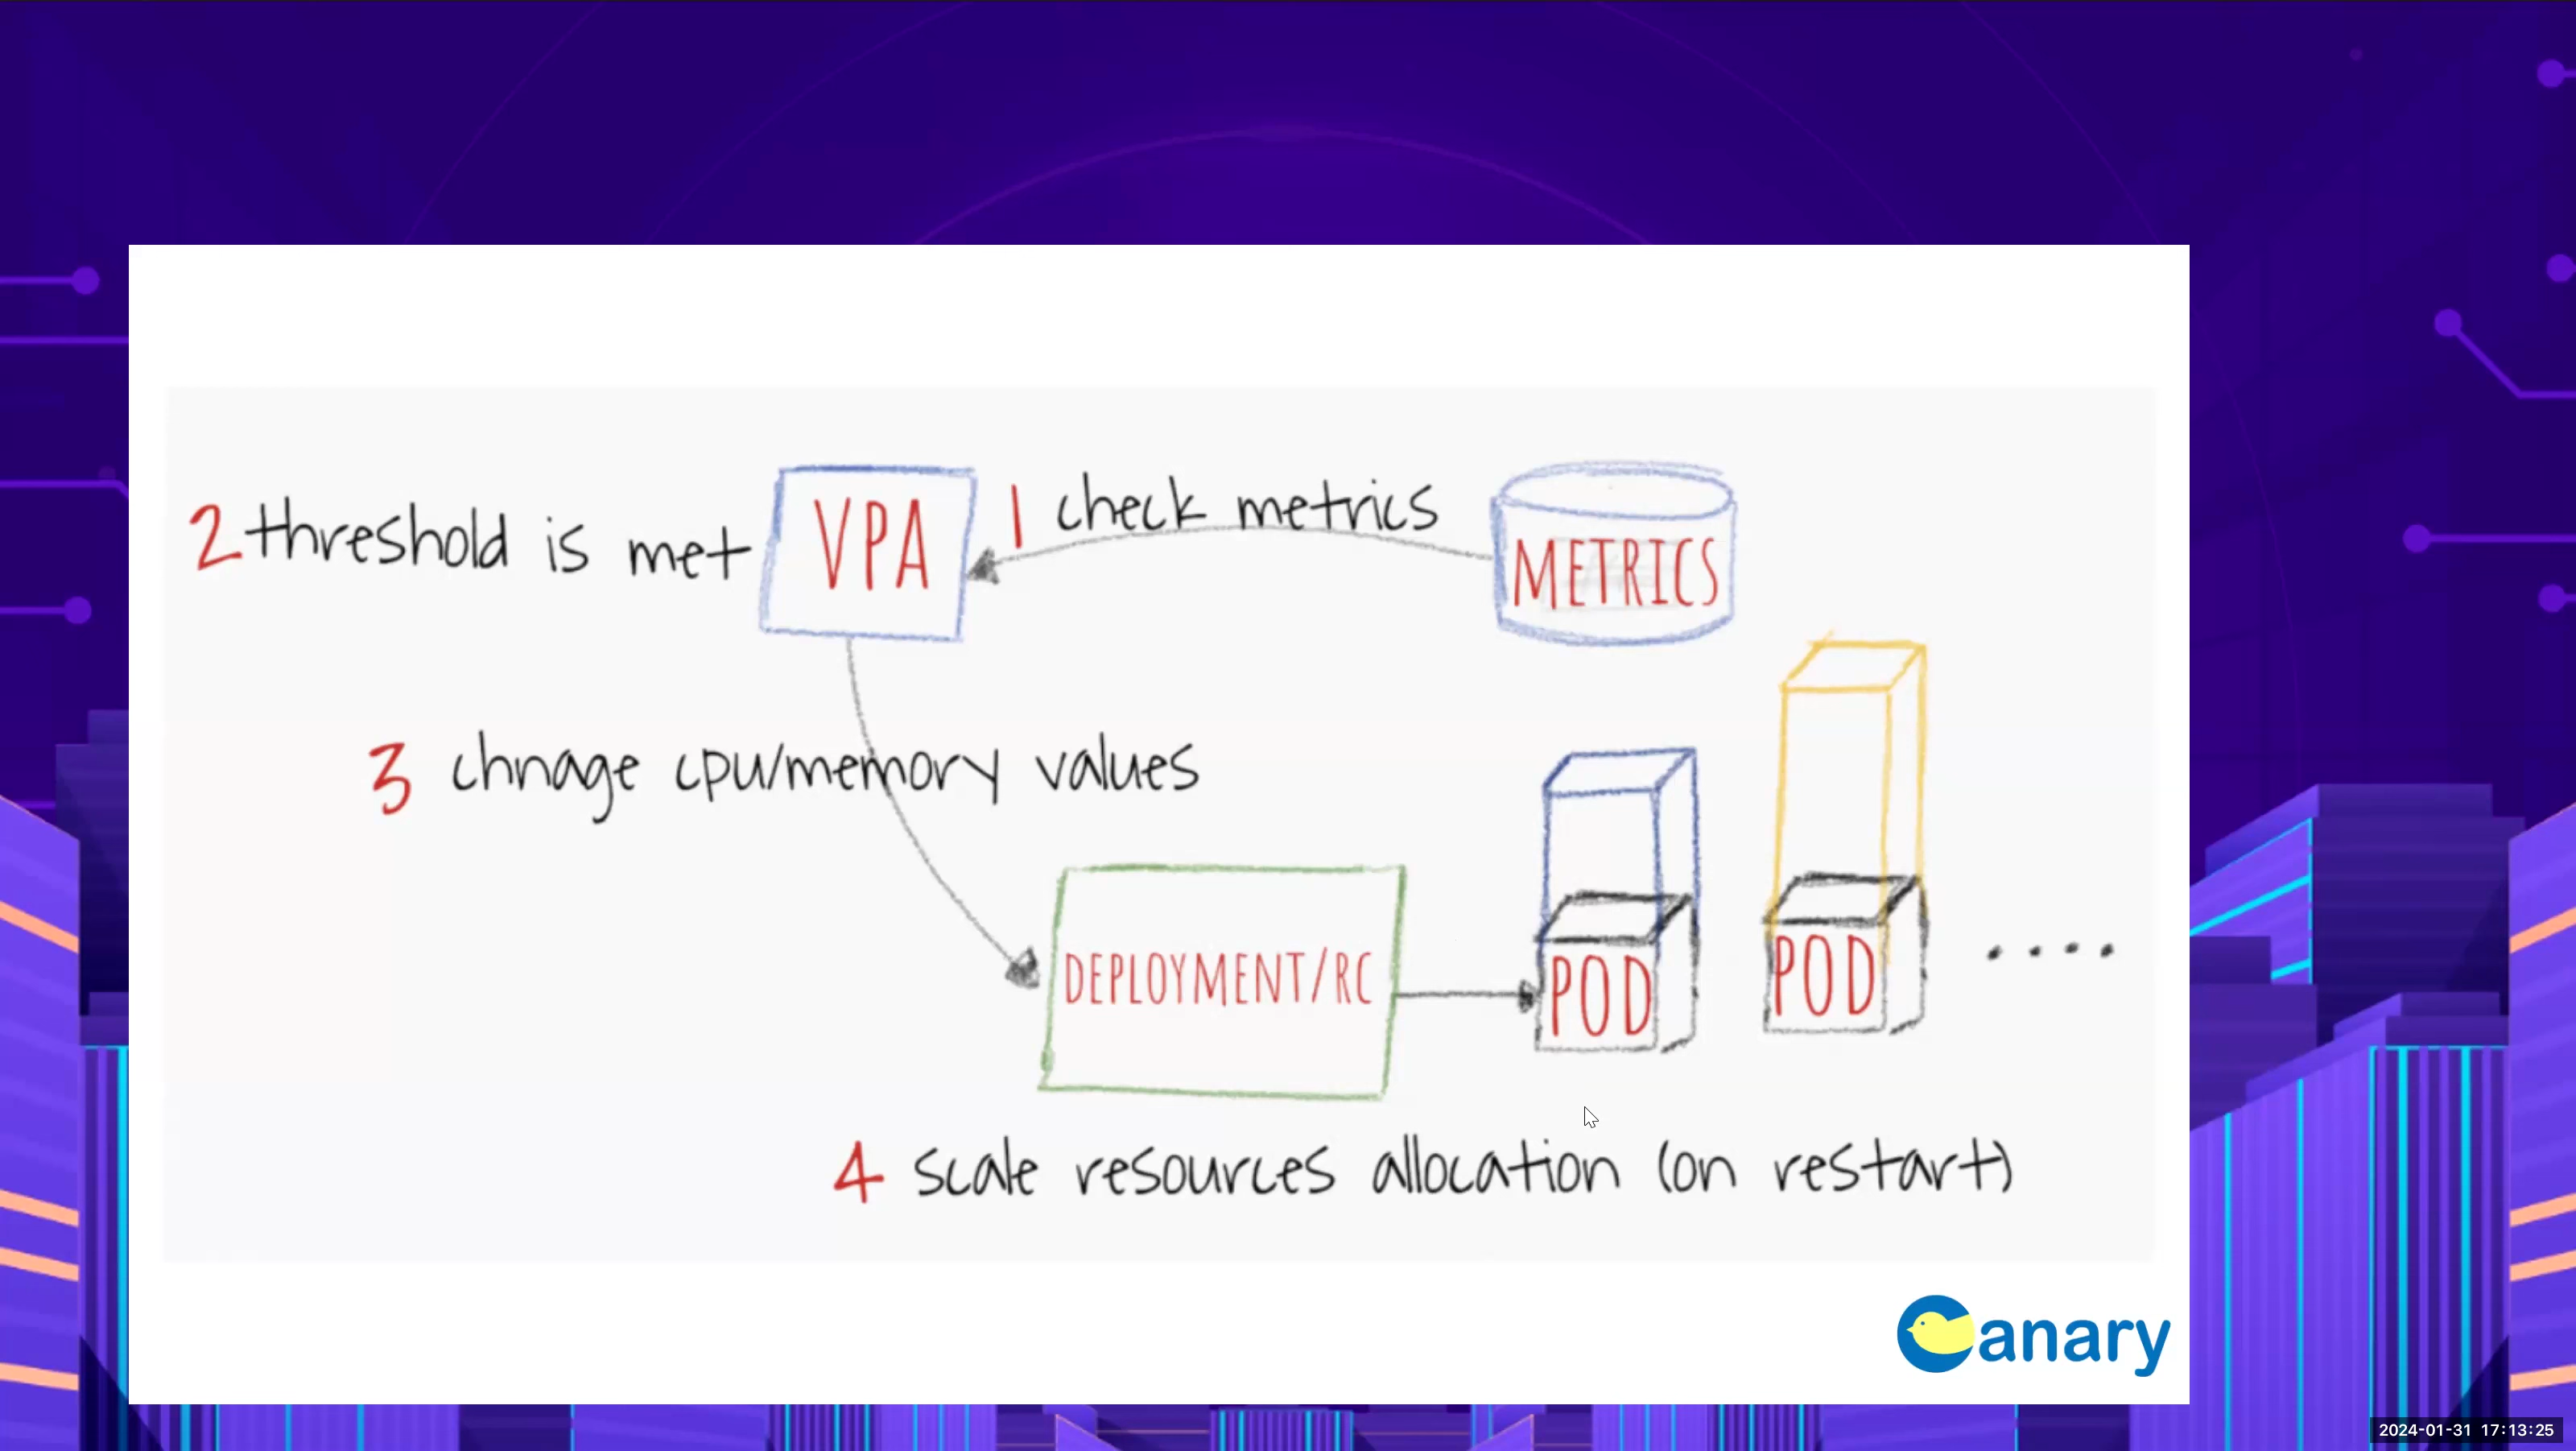 2 threshold is met
VPA
1 check metrics
METRICS
3 chnage cpu/memory values
DEPLOYMENT/RC
POD
POD
....
4 scale resources allocation (on restart)
Canary
2024-01-31 17:13:25